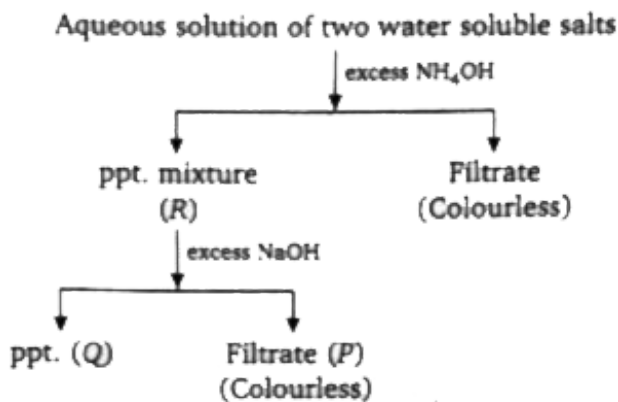 Aqueous solution of two water soluble salts
excess NH₄OH
ppt. mixture
(R)
Filtrate
(Colourless)
excess NaOH
ppt. (Q)
Filtrate (P)
(Colourless)